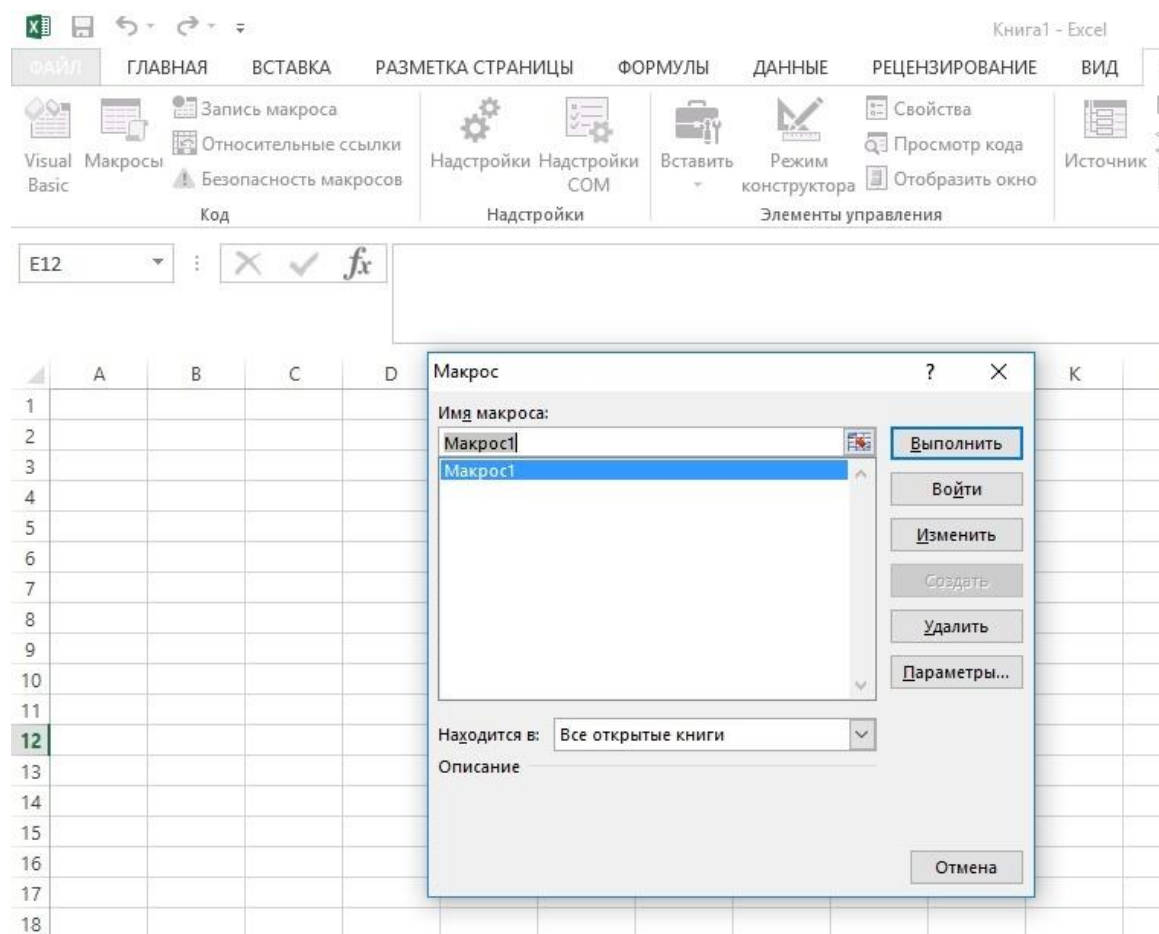 Книга1 - Excel
ФАЙЛ ГЛАВНАЯ ВСТАВКА РАЗМЕТКА СТРАНИЦЫ ФОРМУЛЫ ДАННЫЕ РЕЦЕНЗИРОВАНИЕ ВИД
Visual Basic
Макросы
Запись макроса
Относительные ссылки
Безопасность макросов
Код
Надстройки
Надстройки COM
Надстройки
Вставить
Режим конструктора
Свойства
Просмотр кода
Отобразить окно
Элементы управления
Источник
E12
fx
A B C D K
1
2
3
4
5
6
7
8
9
10
11
12
13
14
15
16
17
18
Макрос ?
Имя макроса:
Макрос1
Макрос1
Выполнить
Войти
Изменить
Создать
Удалить
Параметры...
Находится в: Все открытые книги
Описание
Отмена